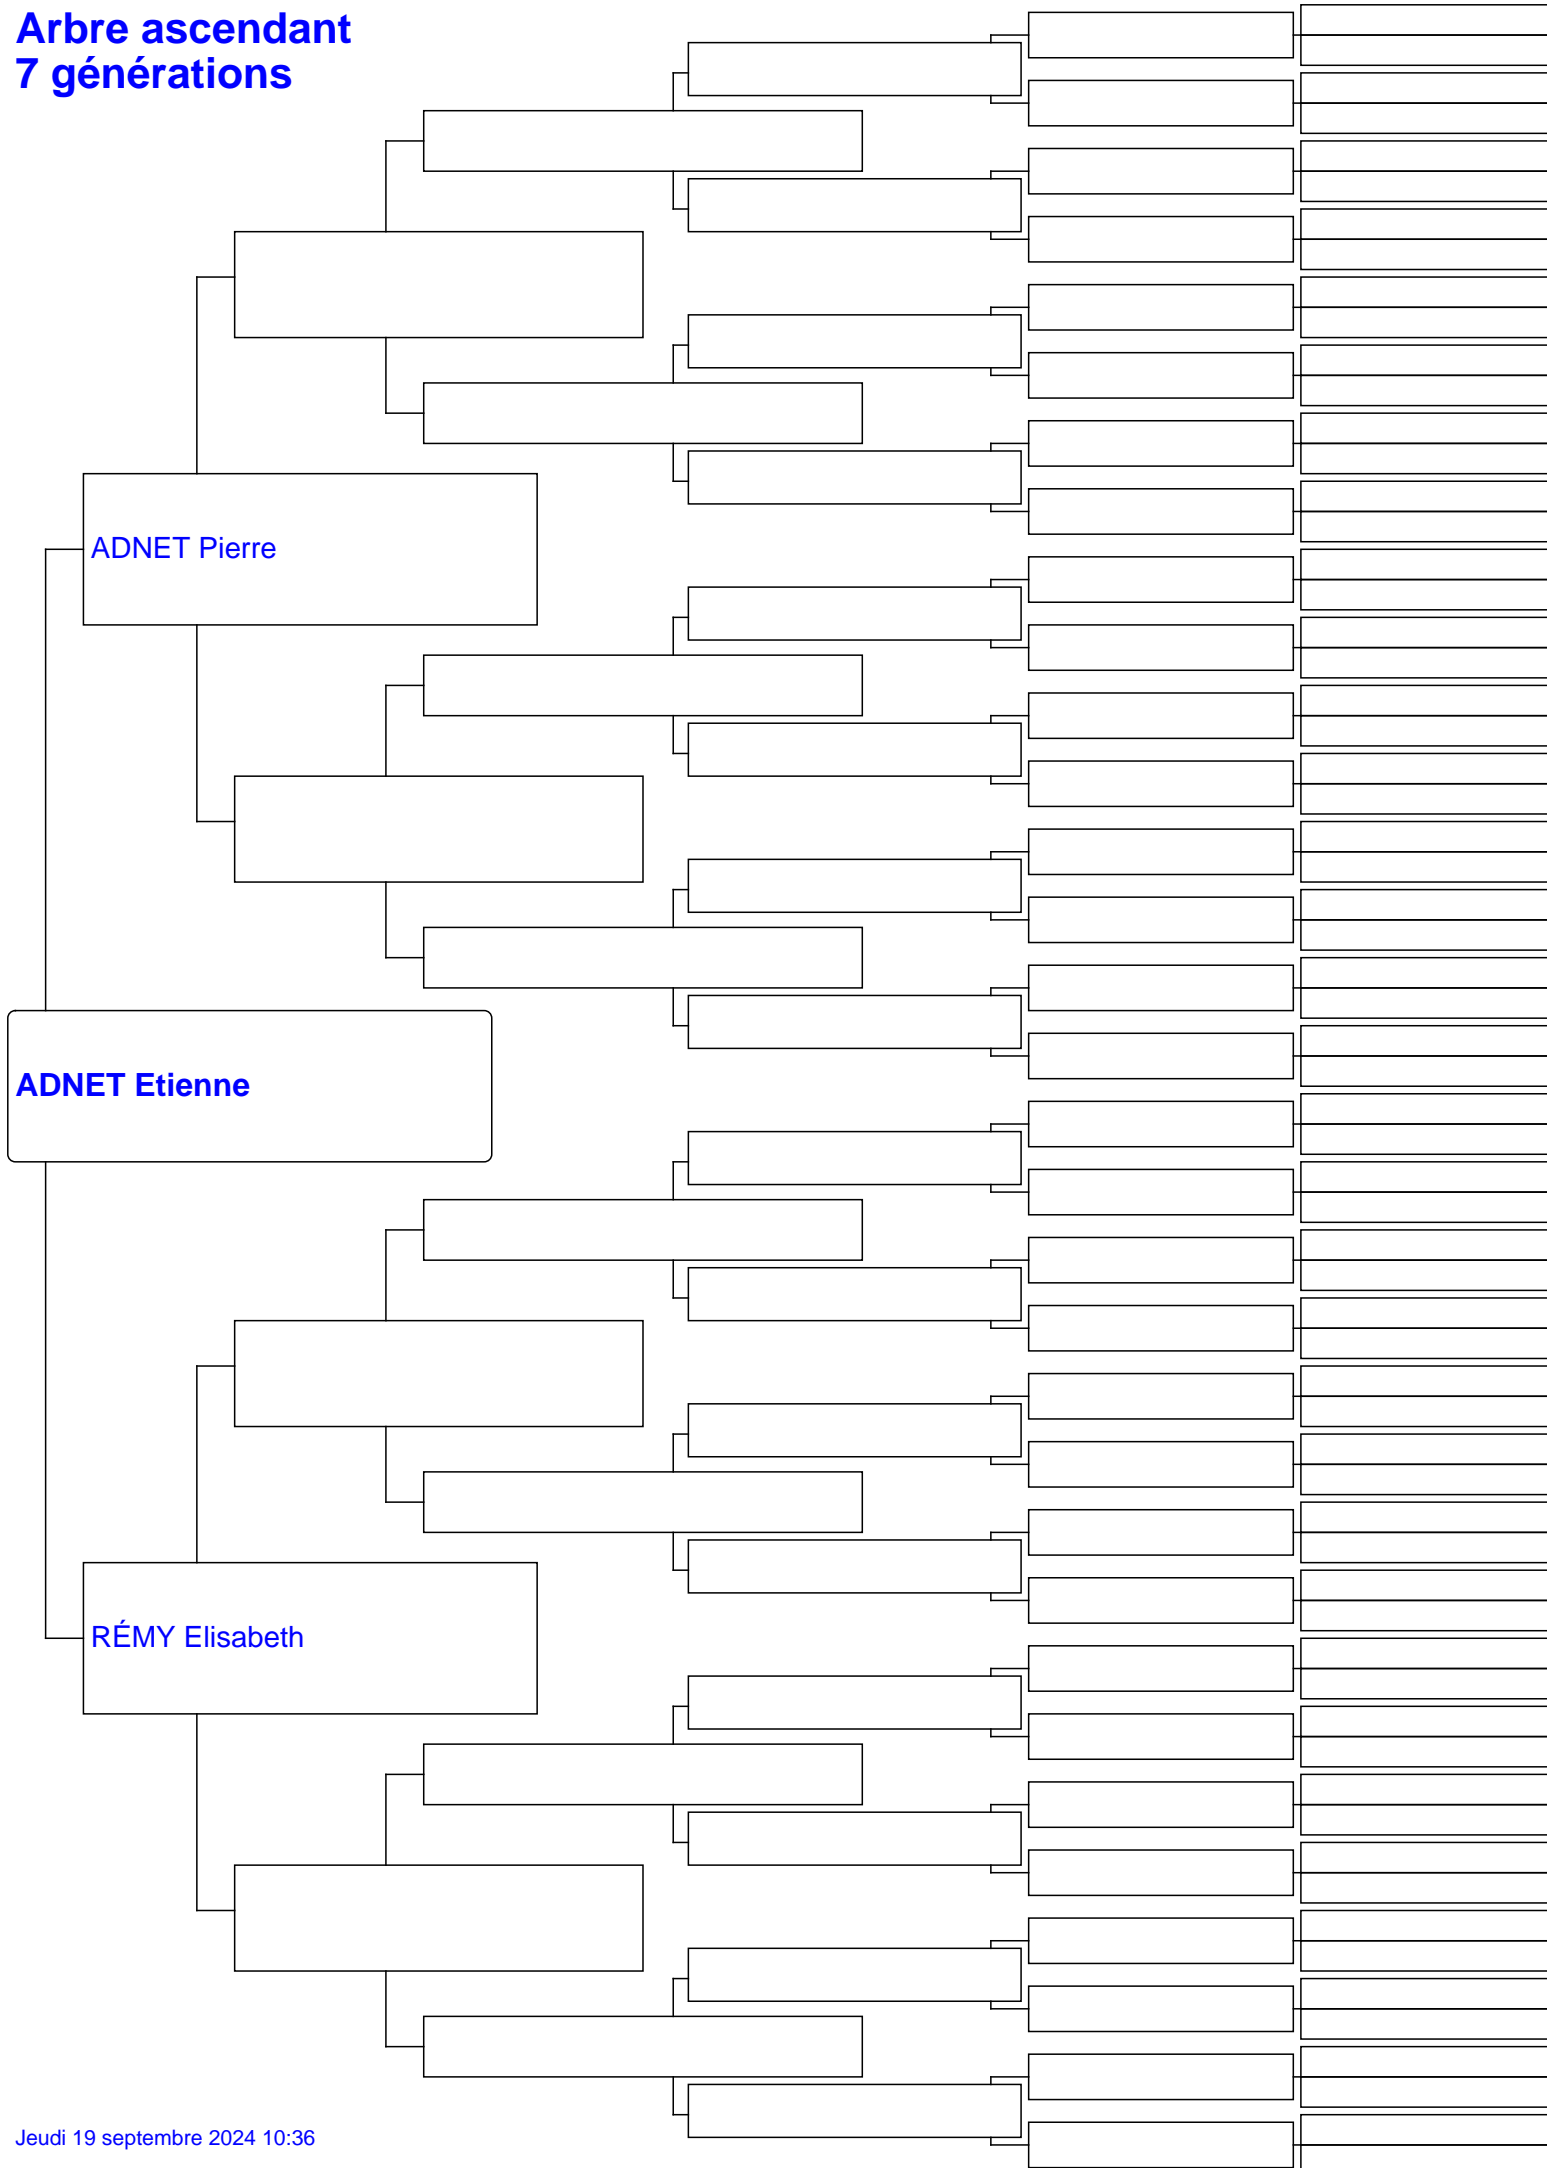 Arbre ascendant
7 générations
ADNET Pierre
ADNET Etienne
RÉMY Elisabeth
Jeudi 19 septembre 2024 10:36